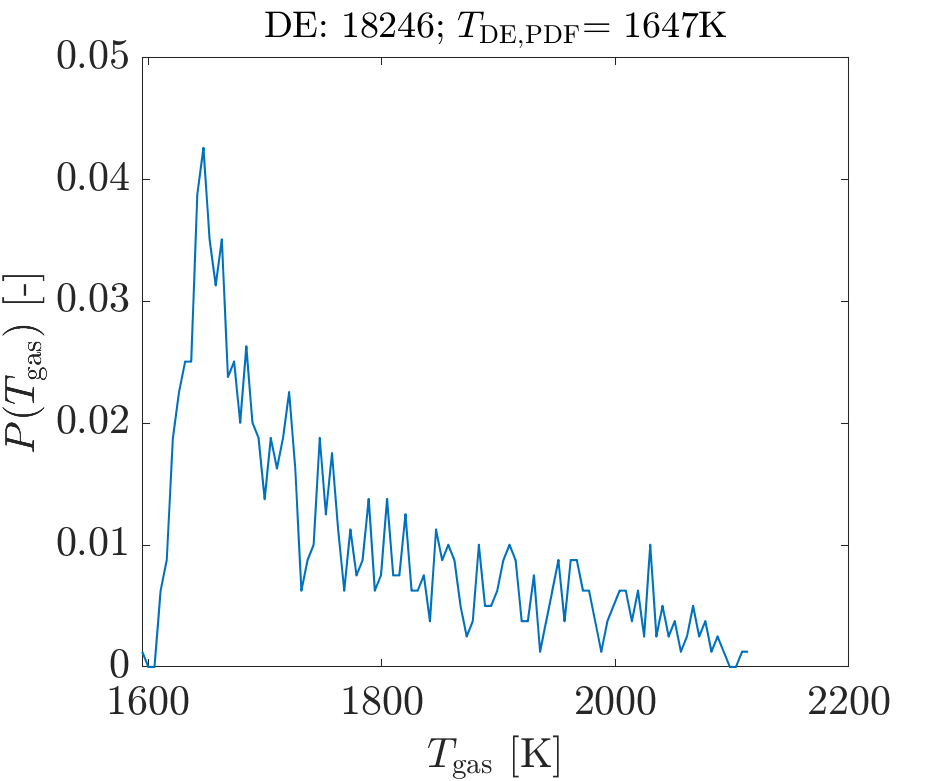 DE: 18246; T_DE,PDF= 1647K
0.05
0.04
0.03
0.02
0.01
0
P(T_gas) [-]
1600 1800 2000 2200
T_gas [K]